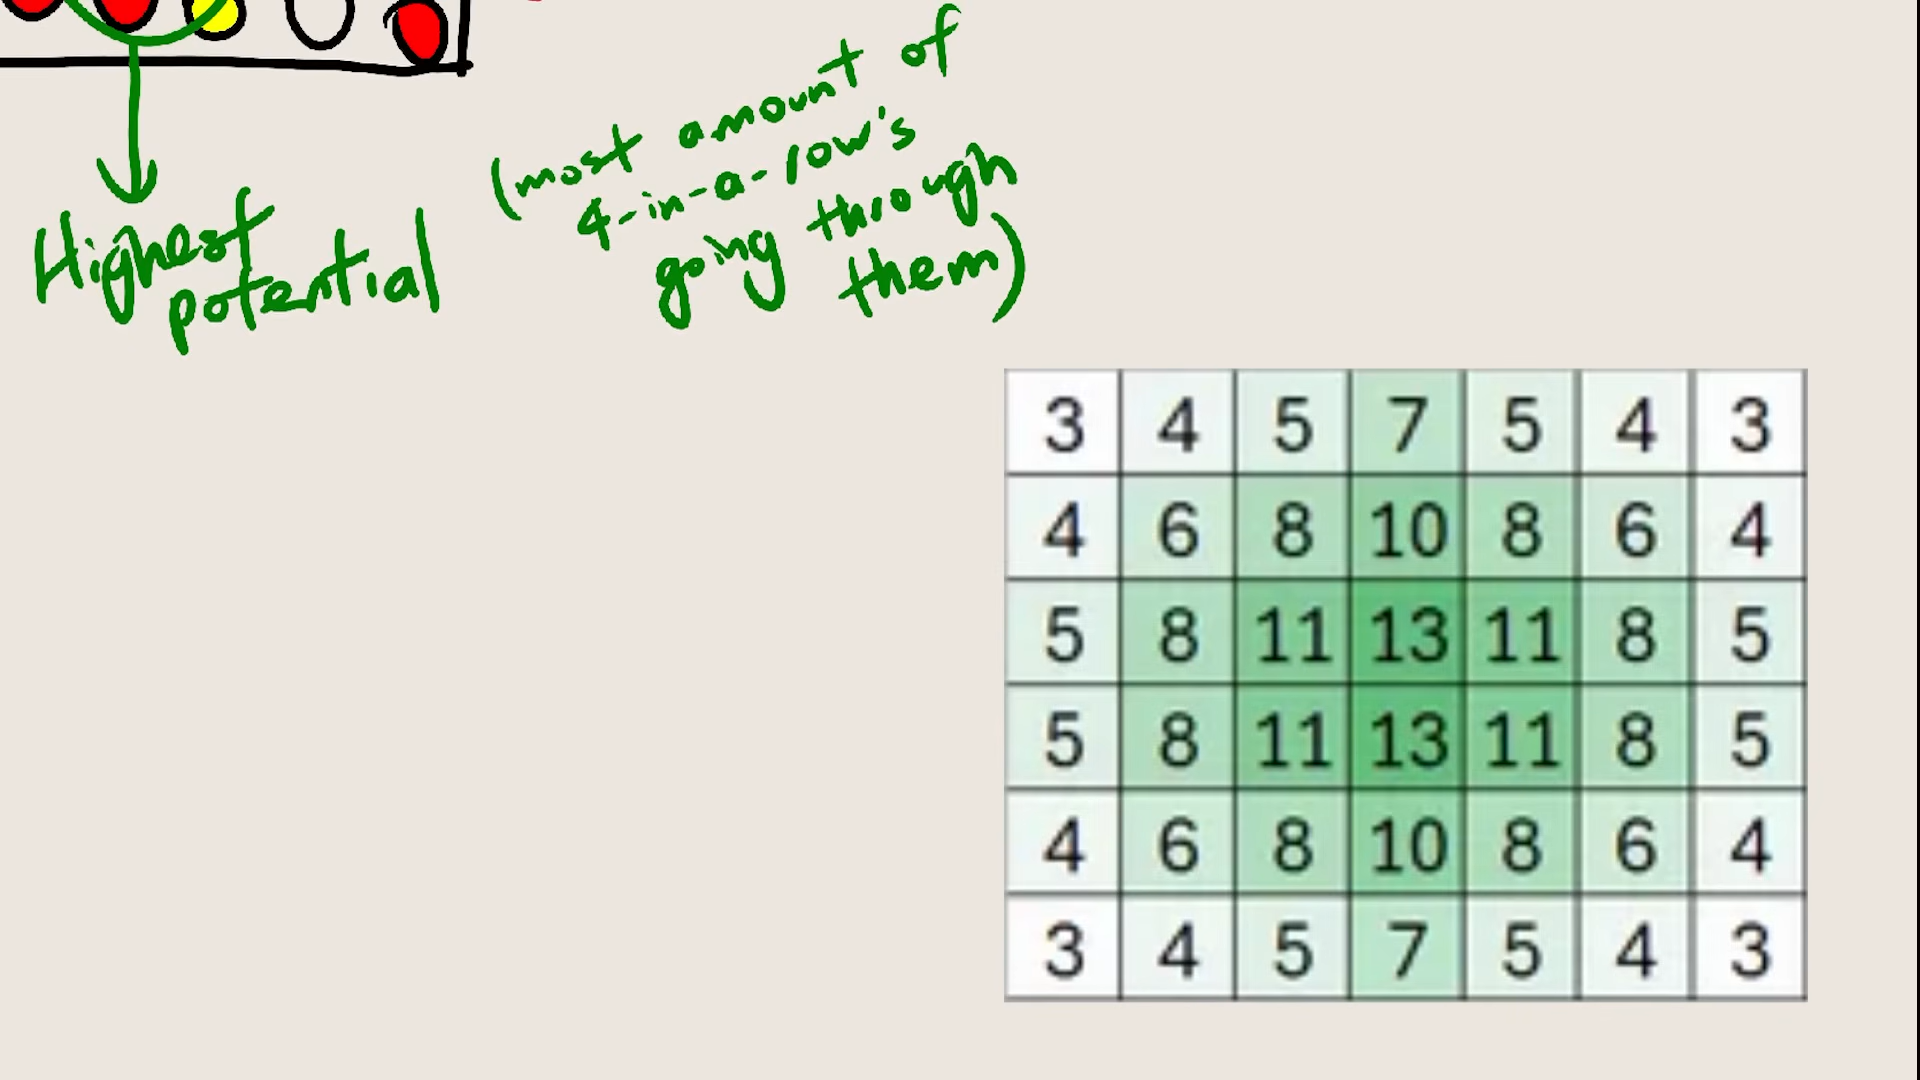 Highest
potential
(most amount of
4-in-a-row's
going through
them)
3 4 5 7 5 4 3
4 6 8 10 8 6 4
5 8 11 13 11 8 5
5 8 11 13 11 8 5
4 6 8 10 8 6 4
3 4 5 7 5 4 3